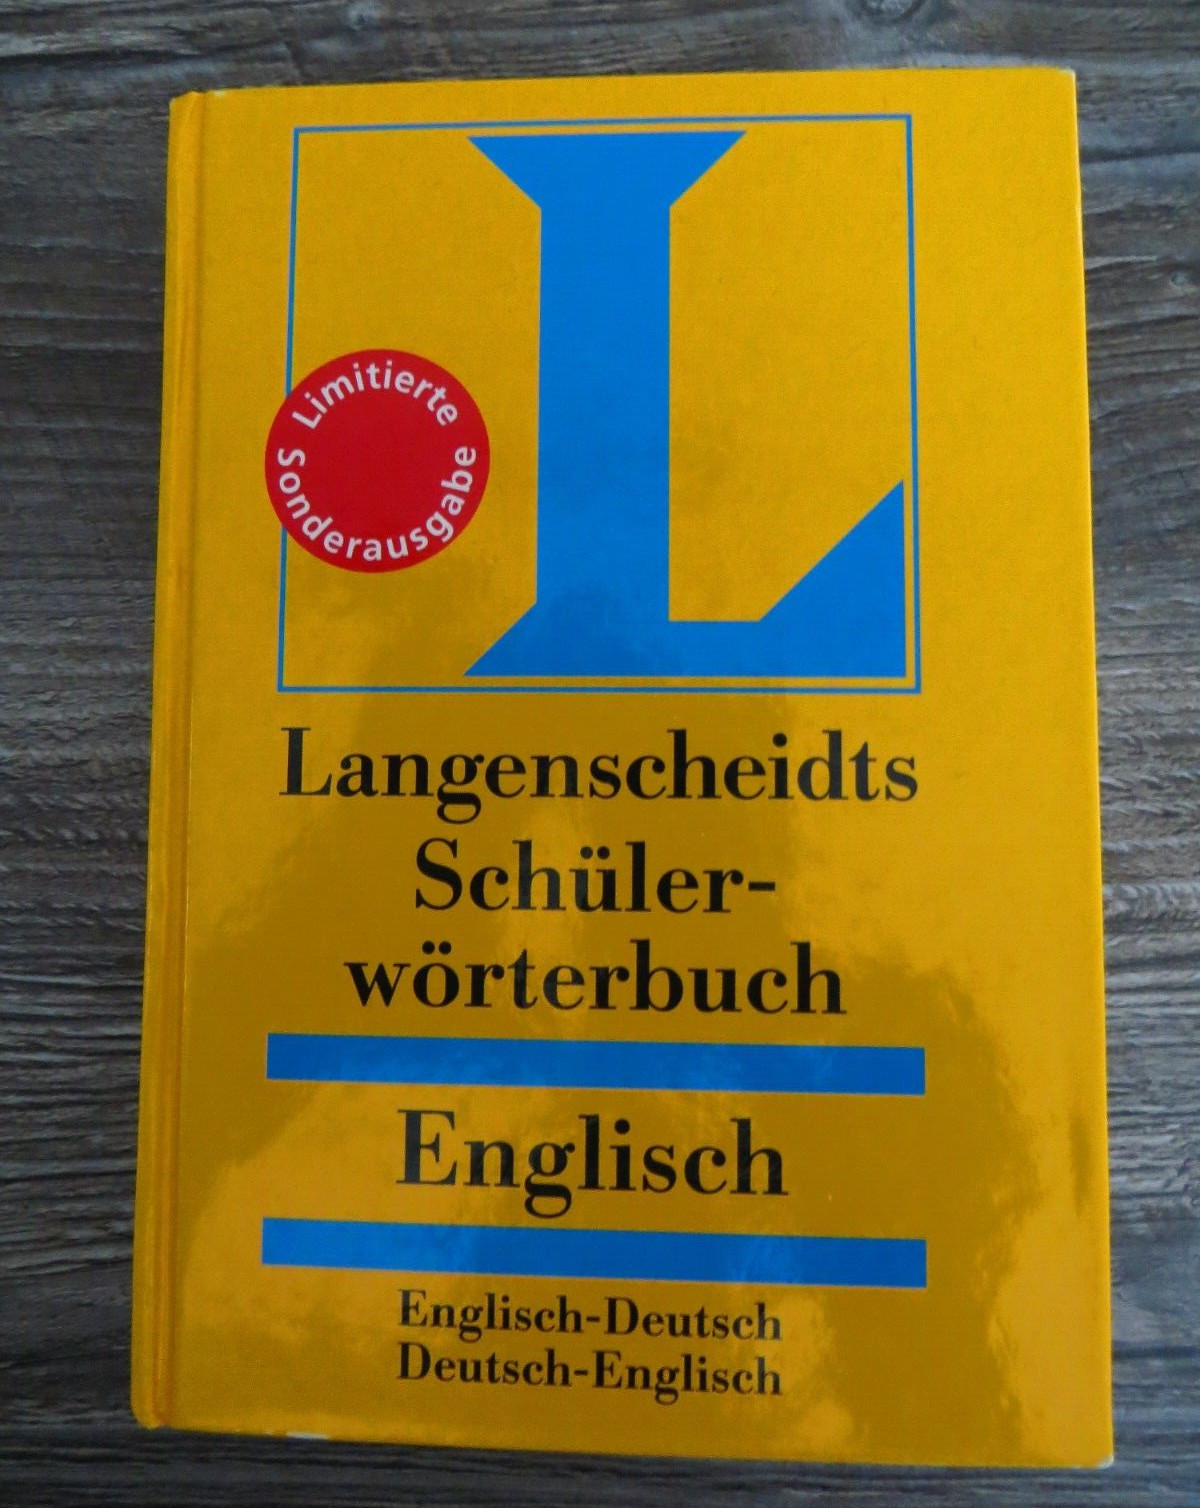 L
Limitierte
Sonderausgabe
Langenscheidts
Schüler-
wörterbuch
Englisch
Englisch-Deutsch
Deutsch-Englisch